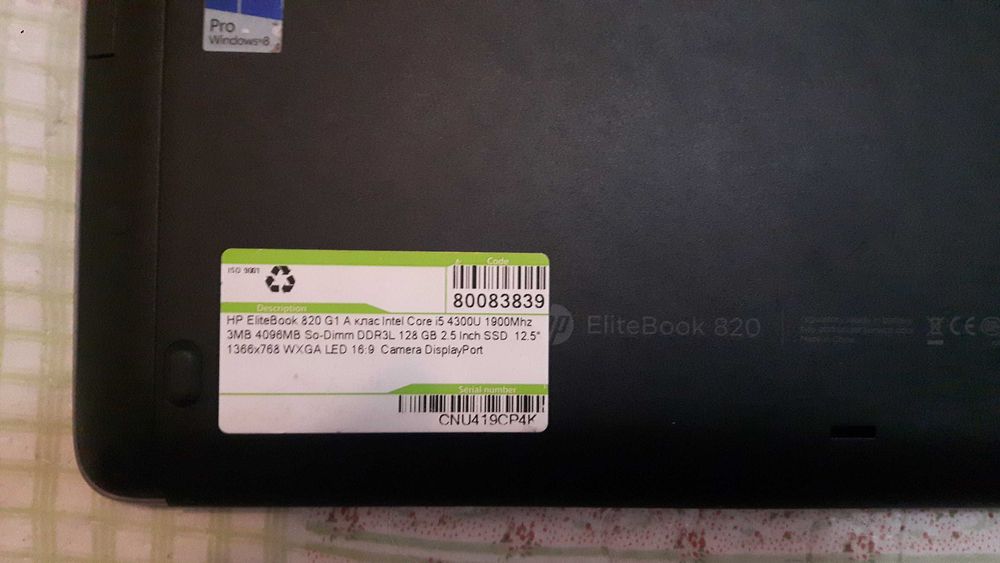 Pro
Windows 8
ISO 9001
Code
80083839
Description
HP EliteBook 820 G1 A клас Intel Core i5 4300U 1900Mhz
3MB 4096MB So-Dimm DDR3L 128 GB 2.5 Inch SSD 12.5"
1366x768 WXGA LED 16:9 Camera DisplayPort
Serial number
CNU419CP4K
hp EliteBook 820
CE